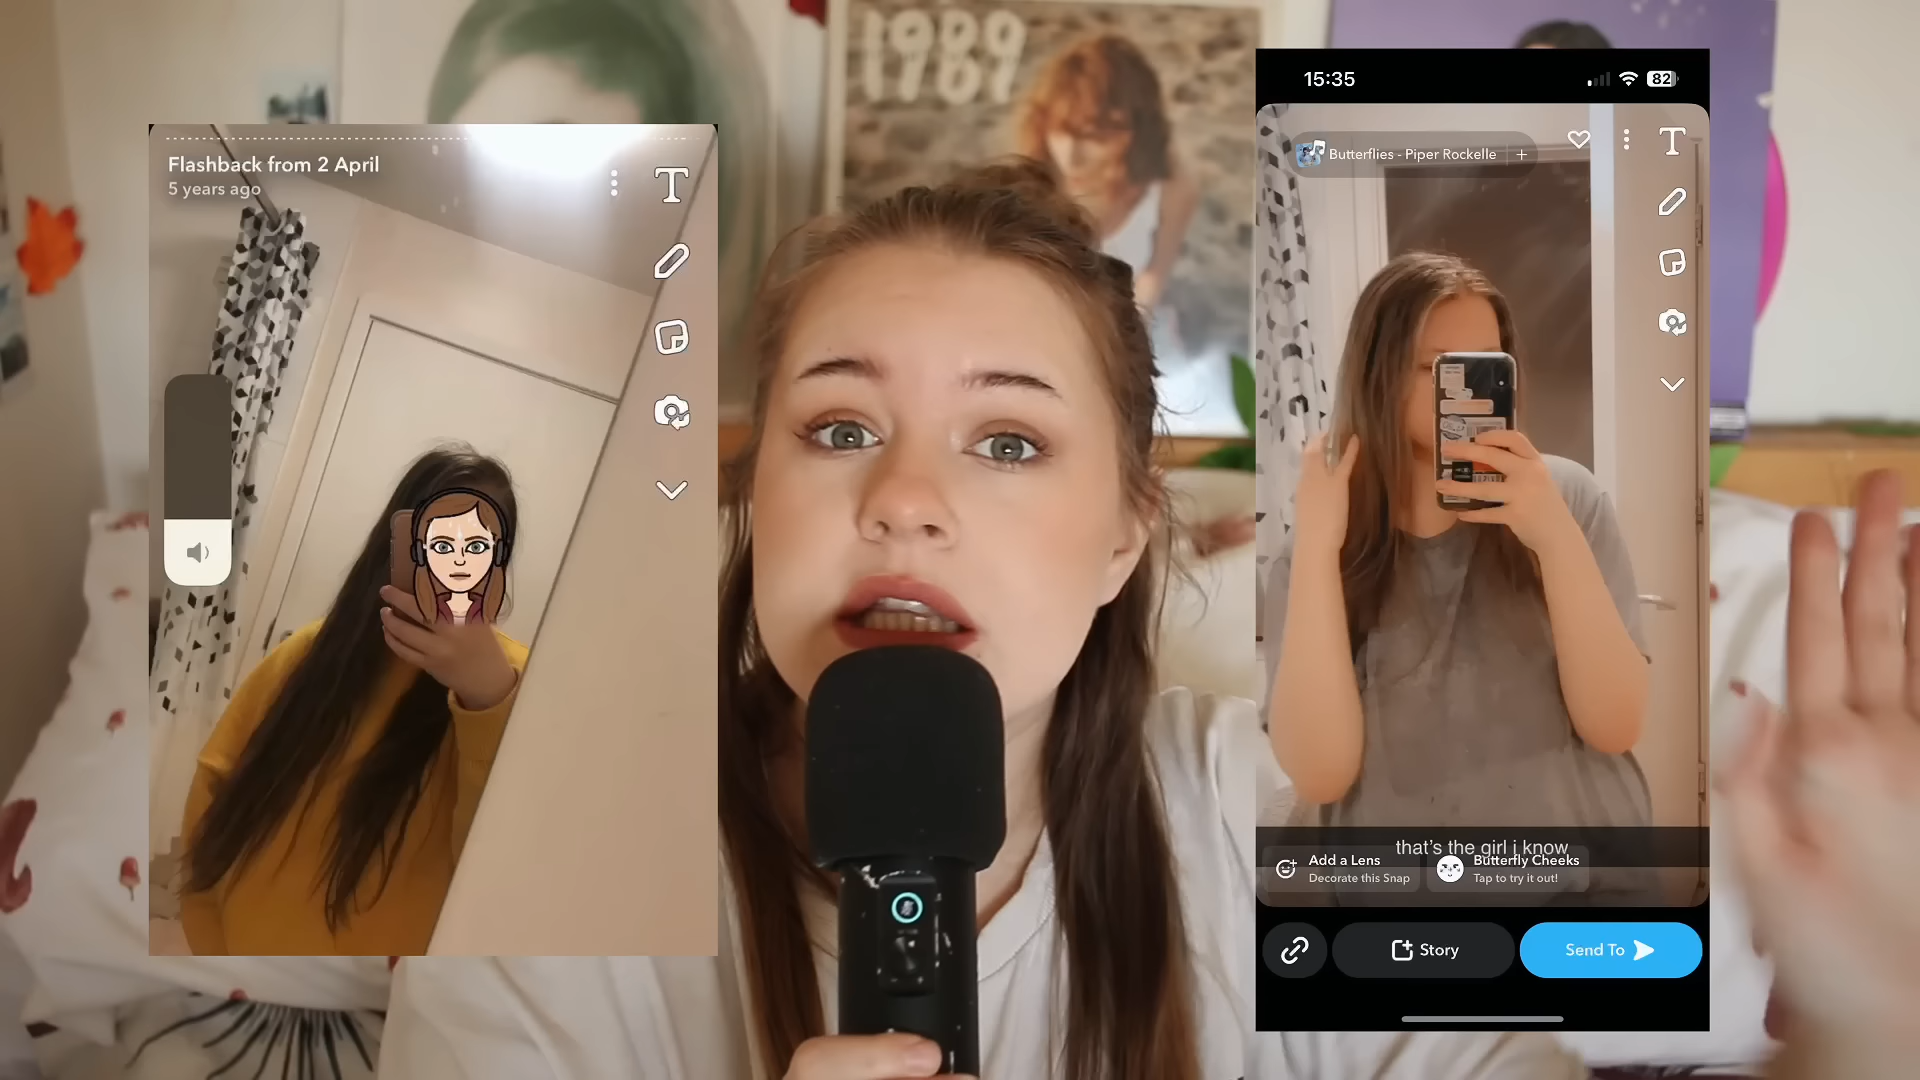 Flashback from 2 April
5 years ago
T
15:35
82
Butterflies - Piper Rockelle
+
T
that's the girl i know
Add a Lens
Decorate this Snap
Butterfly Cheeks
Tap to try it out!
Story
Send To